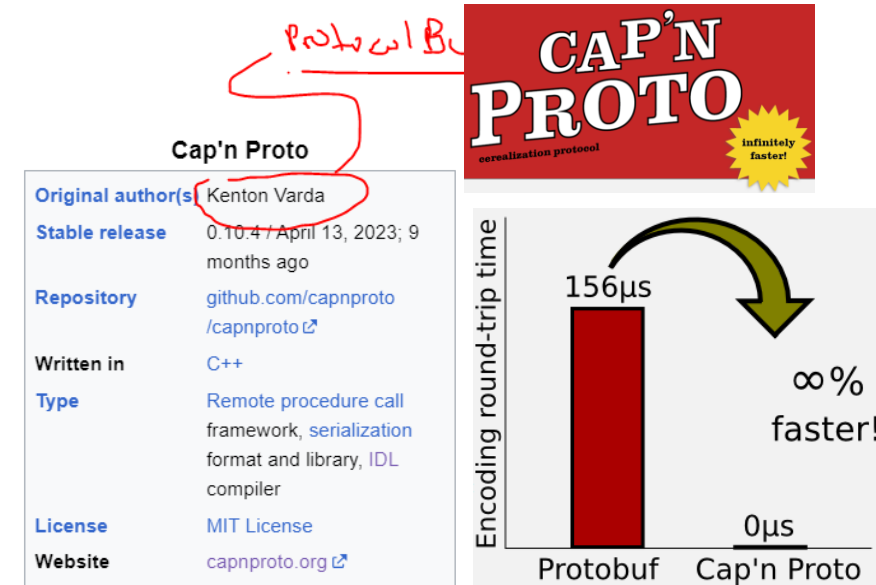 Protocol Bu
CAP'N
PROTO
cerealization protocol
infinitely
faster!
Cap'n Proto
Original author(s) Kenton Varda
Stable release 0.10.4 / April 13, 2023; 9
months ago
Repository github.com/capnproto
/capnproto
Written in C++
Type Remote procedure call
framework, serialization
format and library, IDL
compiler
License MIT License
Website capnproto.org
Encoding round-trip time
156µs
∞%
faster!
0µs
Protobuf Cap'n Proto